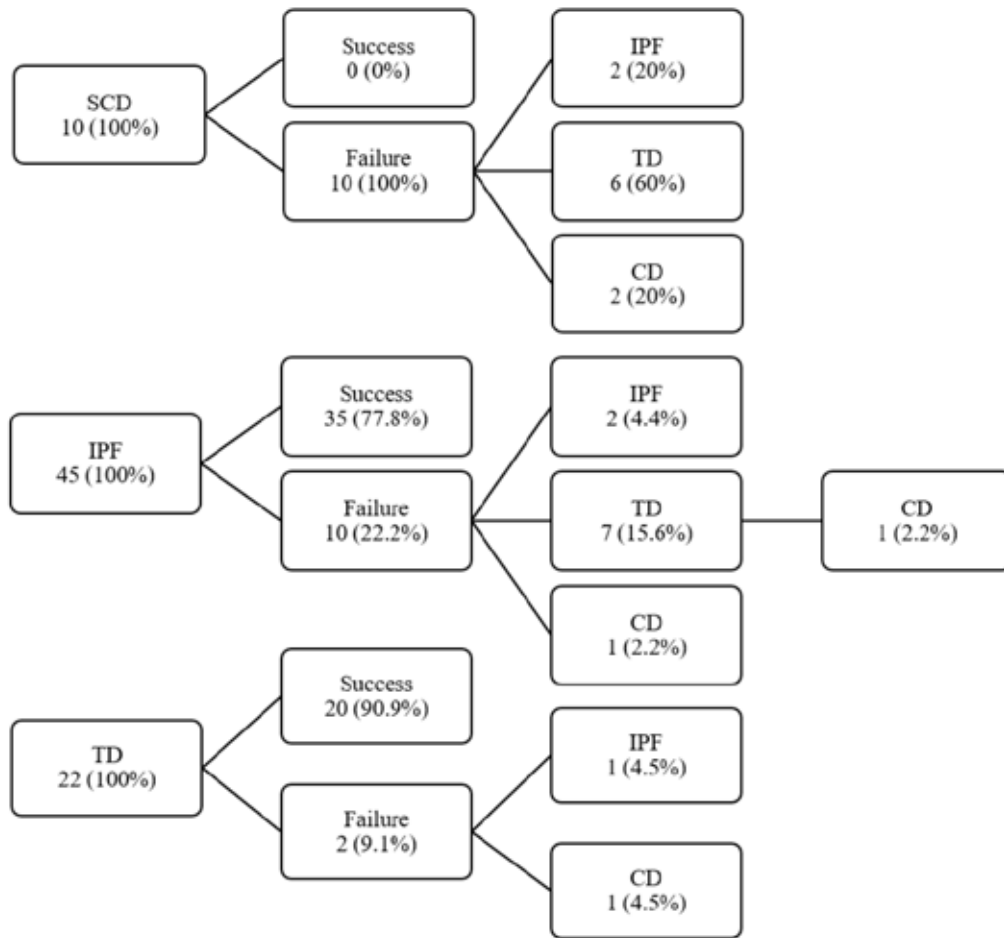 SCD
10 (100%)
Success
0 (0%)
Failure
10 (100%)
IPF
2 (20%)
TD
6 (60%)
CD
2 (20%)
IPF
45 (100%)
Success
35 (77.8%)
Failure
10 (22.2%)
IPF
2 (4.4%)
TD
7 (15.6%)
CD
1 (2.2%)
CD
1 (2.2%)
TD
22 (100%)
Success
20 (90.9%)
Failure
2 (9.1%)
IPF
1 (4.5%)
CD
1 (4.5%)